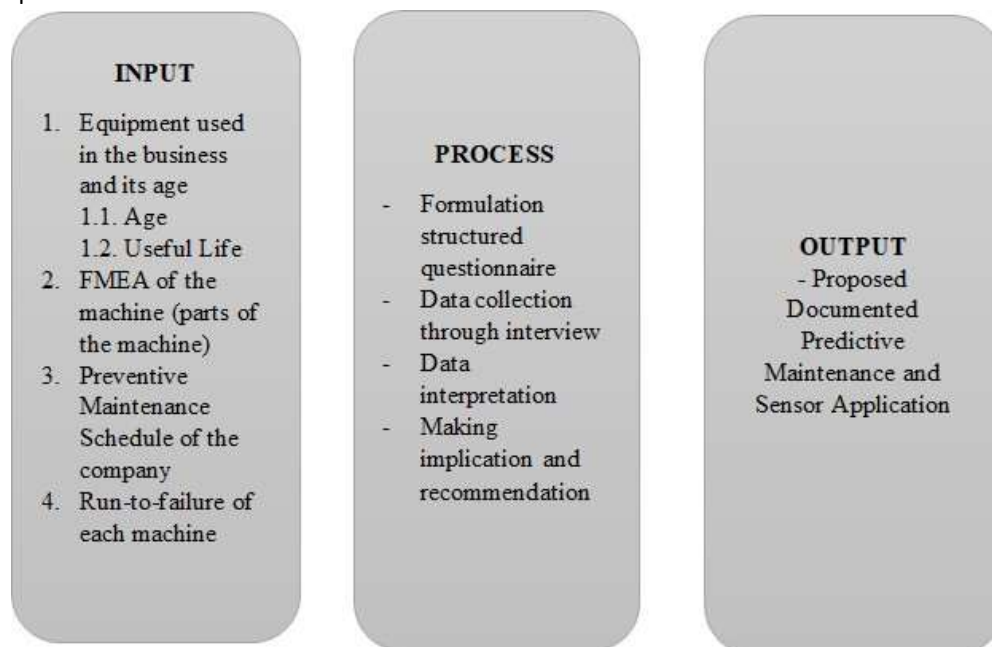 INPUT
1. Equipment used
in the business
and its age
1.1. Age
1.2. Useful Life
2. FMEA of the
machine (parts of
the machine)
3. Preventive
Maintenance
Schedule of the
company
4. Run-to-failure of
each machine
PROCESS
- Formulation
structured
questionnaire
- Data collection
through interview
- Data
interpretation
- Making
implication and
recommendation
OUTPUT
- Proposed
Documented
Predictive
Maintenance and
Sensor Application